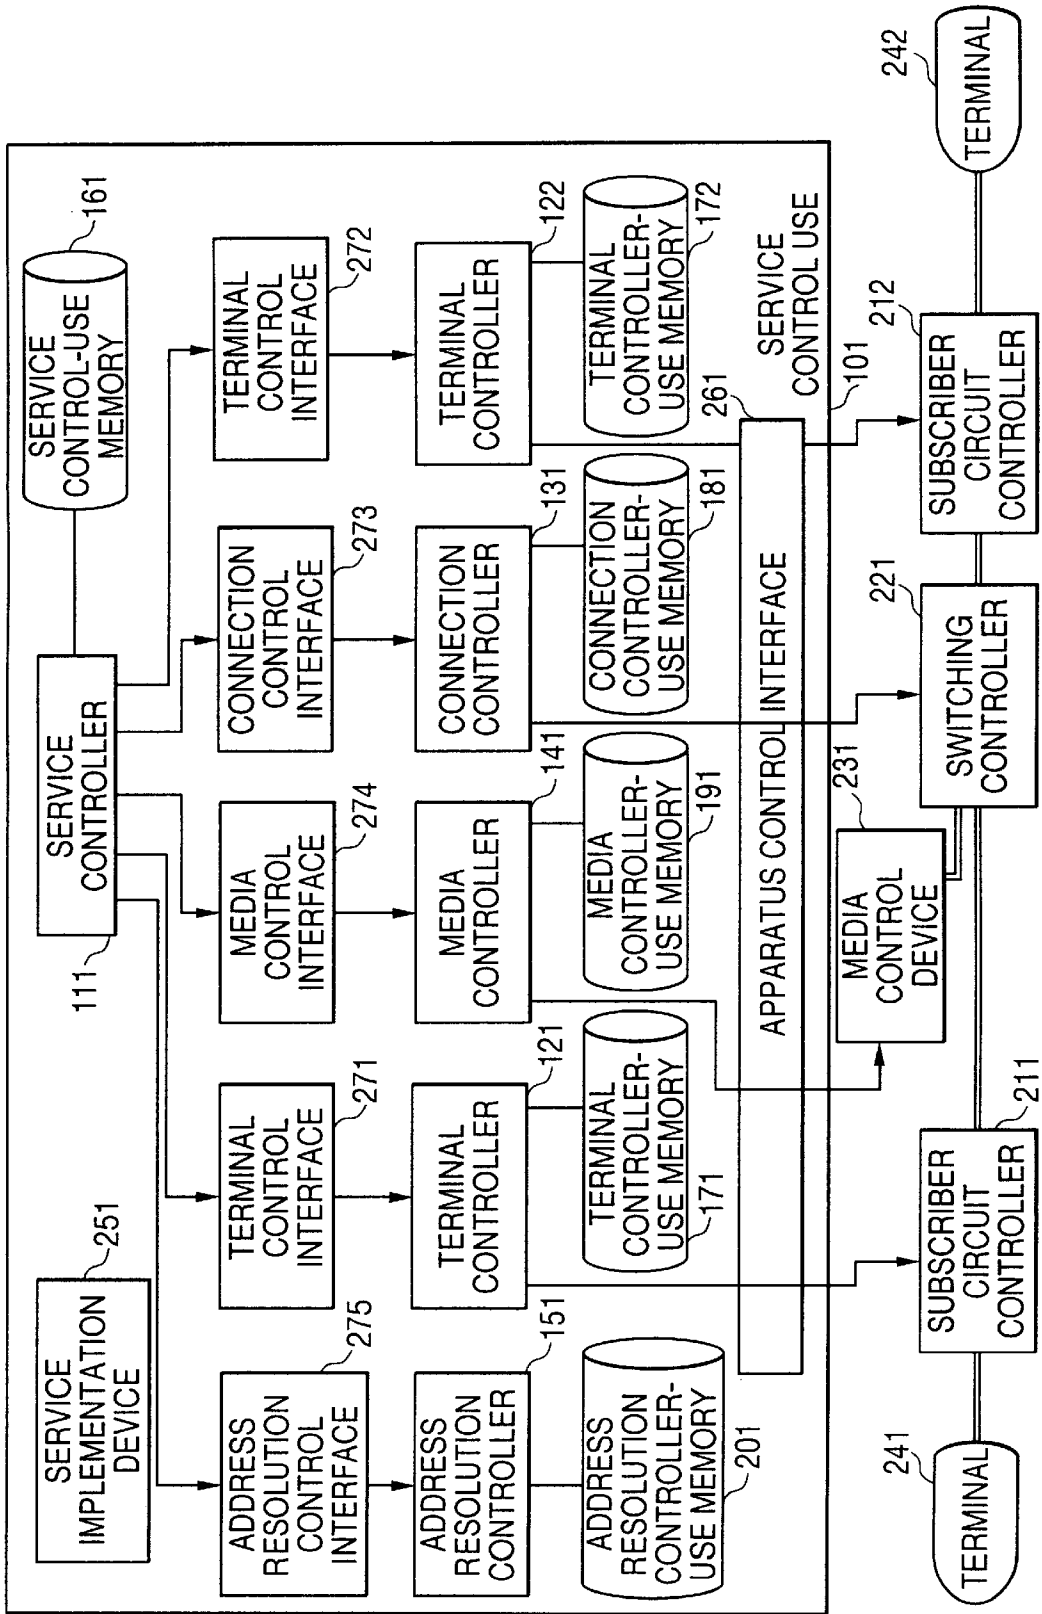 SERVICE
IMPLEMENTATION
DEVICE
251
SERVICE
CONTROLLER
111
SERVICE
CONTROL-USE
MEMORY
161
ADDRESS
RESOLUTION
CONTROL
INTERFACE
275
TERMINAL
CONTROL
INTERFACE
271
MEDIA
CONTROL
INTERFACE
274
CONNECTION
CONTROL
INTERFACE
273
TERMINAL
CONTROL
INTERFACE
272
ADDRESS
RESOLUTION
CONTROLLER
151
TERMINAL
CONTROLLER
121
MEDIA
CONTROLLER
141
CONNECTION
CONTROLLER
131
TERMINAL
CONTROLLER
122
ADDRESS
RESOLUTION
CONTROLLER-
USE MEMORY
201
TERMINAL
CONTROLLER-
USE MEMORY
171
MEDIA
CONTROLLER-
USE MEMORY
191
CONNECTION
CONTROLLER-
USE MEMORY
181
TERMINAL
CONTROLLER-
USE MEMORY
172
APPARATUS CONTROL INTERFACE
261
SERVICE
CONTROL USE
101
TERMINAL
241
SUBSCRIBER
CIRCUIT
CONTROLLER
211
MEDIA
CONTROL
DEVICE
231
SWITCHING
CONTROLLER
221
SUBSCRIBER
CIRCUIT
CONTROLLER
212
TERMINAL
242